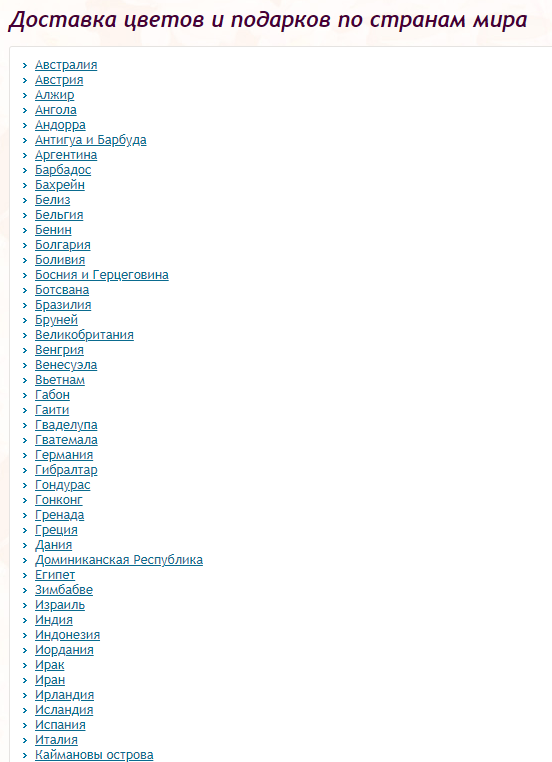 Доставка цветов и подарков по странам мира
Австралия
Австрия
Алжир
Ангола
Андорра
Антигуа и Барбуда
Аргентина
Барбадос
Бахрейн
Белиз
Бельгия
Бенин
Болгария
Боливия
Босния и Герцеговина
Ботсвана
Бразилия
Бруней
Великобритания
Венгрия
Венесуэла
Вьетнам
Габон
Гаити
Гваделупа
Гватемала
Германия
Гибралтар
Гондурас
Гонконг
Гренада
Греция
Дания
Доминиканская Республика
Египет
Зимбабве
Израиль
Индия
Индонезия
Иордания
Ирак
Иран
Ирландия
Исландия
Испания
Италия
Каймановы острова